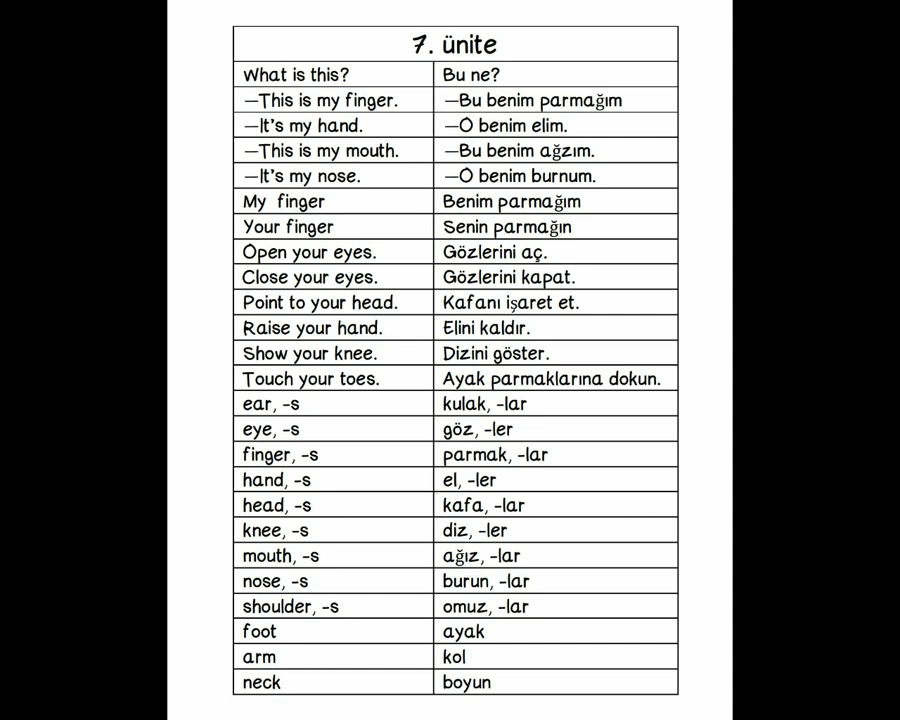 7. ünite
What is this? Bu ne?
—This is my finger. —Bu benim parmağım
—It's my hand. —O benim elim.
—This is my mouth. —Bu benim ağzım.
—It's my nose. —O benim burnum.
My finger Benim parmağım
Your finger Senin parmağın
Open your eyes. Gözlerini aç.
Close your eyes. Gözlerini kapat.
Point to your head. Kafanı işaret et.
Raise your hand. Elini kaldır.
Show your knee. Dizini göster.
Touch your toes. Ayak parmaklarına dokun.
ear, -s kulak, -lar
eye, -s göz, -ler
finger, -s parmak, -lar
hand, -s el, -ler
head, -s kafa, -lar
knee, -s diz, -ler
mouth, -s ağız, -lar
nose, -s burun, -lar
shoulder, -s omuz, -lar
foot ayak
arm kol
neck boyun